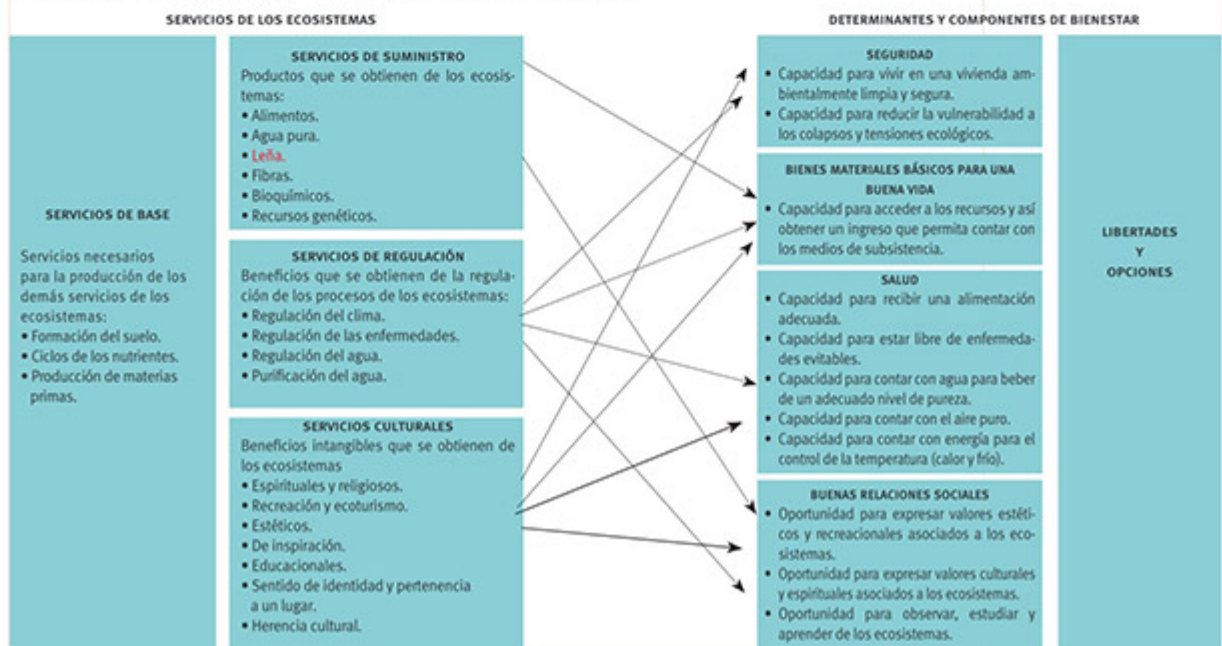 SERVICIOS DE LOS ECOSISTEMAS
SERVICIOS DE BASE
Servicios necesarios
para la producción de los
demás servicios de los
ecosistemas:
• Formación del suelo.
• Ciclos de los nutrientes.
• Producción de materias
primas.
SERVICIOS DE SUMINISTRO
Productos que se obtienen de los ecosis-
temas:
• Alimentos.
• Agua pura.
• Leña.
• Fibras.
• Bioquímicos.
• Recursos genéticos.
SERVICIOS DE REGULACIÓN
Beneficios que se obtienen de la regula-
ción de los procesos de los ecosistemas:
• Regulación del clima.
• Regulación de las enfermedades.
• Regulación del agua.
• Purificación del agua.
SERVICIOS CULTURALES
Beneficios intangibles que se obtienen de
los ecosistemas
• Espirituales y religiosos.
• Recreación y ecoturismo.
• Estéticos.
• De inspiración.
• Educacionales.
• Sentido de identidad y pertenencia
a un lugar.
• Herencia cultural.
DETERMINANTES Y COMPONENTES DE BIENESTAR
SEGURIDAD
• Capacidad para vivir en una vivienda am-
bientalmente limpia y segura.
• Capacidad para reducir la vulnerabilidad a
los colapsos y tensiones ecológicos.
BIENES MATERIALES BÁSICOS PARA UNA
BUENA VIDA
• Capacidad para acceder a los recursos y así
obtener un ingreso que permita contar con
los medios de subsistencia.
SALUD
• Capacidad para recibir una alimentación
adecuada.
• Capacidad para estar libre de enfermeda-
des evitables.
• Capacidad para contar con agua para beber
de un adecuado nivel de pureza.
• Capacidad para contar con el aire puro.
• Capacidad para contar con energía para el
control de la temperatura (calor y frío).
BUENAS RELACIONES SOCIALES
• Oportunidad para expresar valores estéti-
cos y recreacionales asociados a los eco-
sistemas.
• Oportunidad para expresar valores culturales
y espirituales asociados a los ecosistemas.
• Oportunidad para observar, estudiar y
aprender de los ecosistemas.
LIBERTADES
Y
OPCIONES